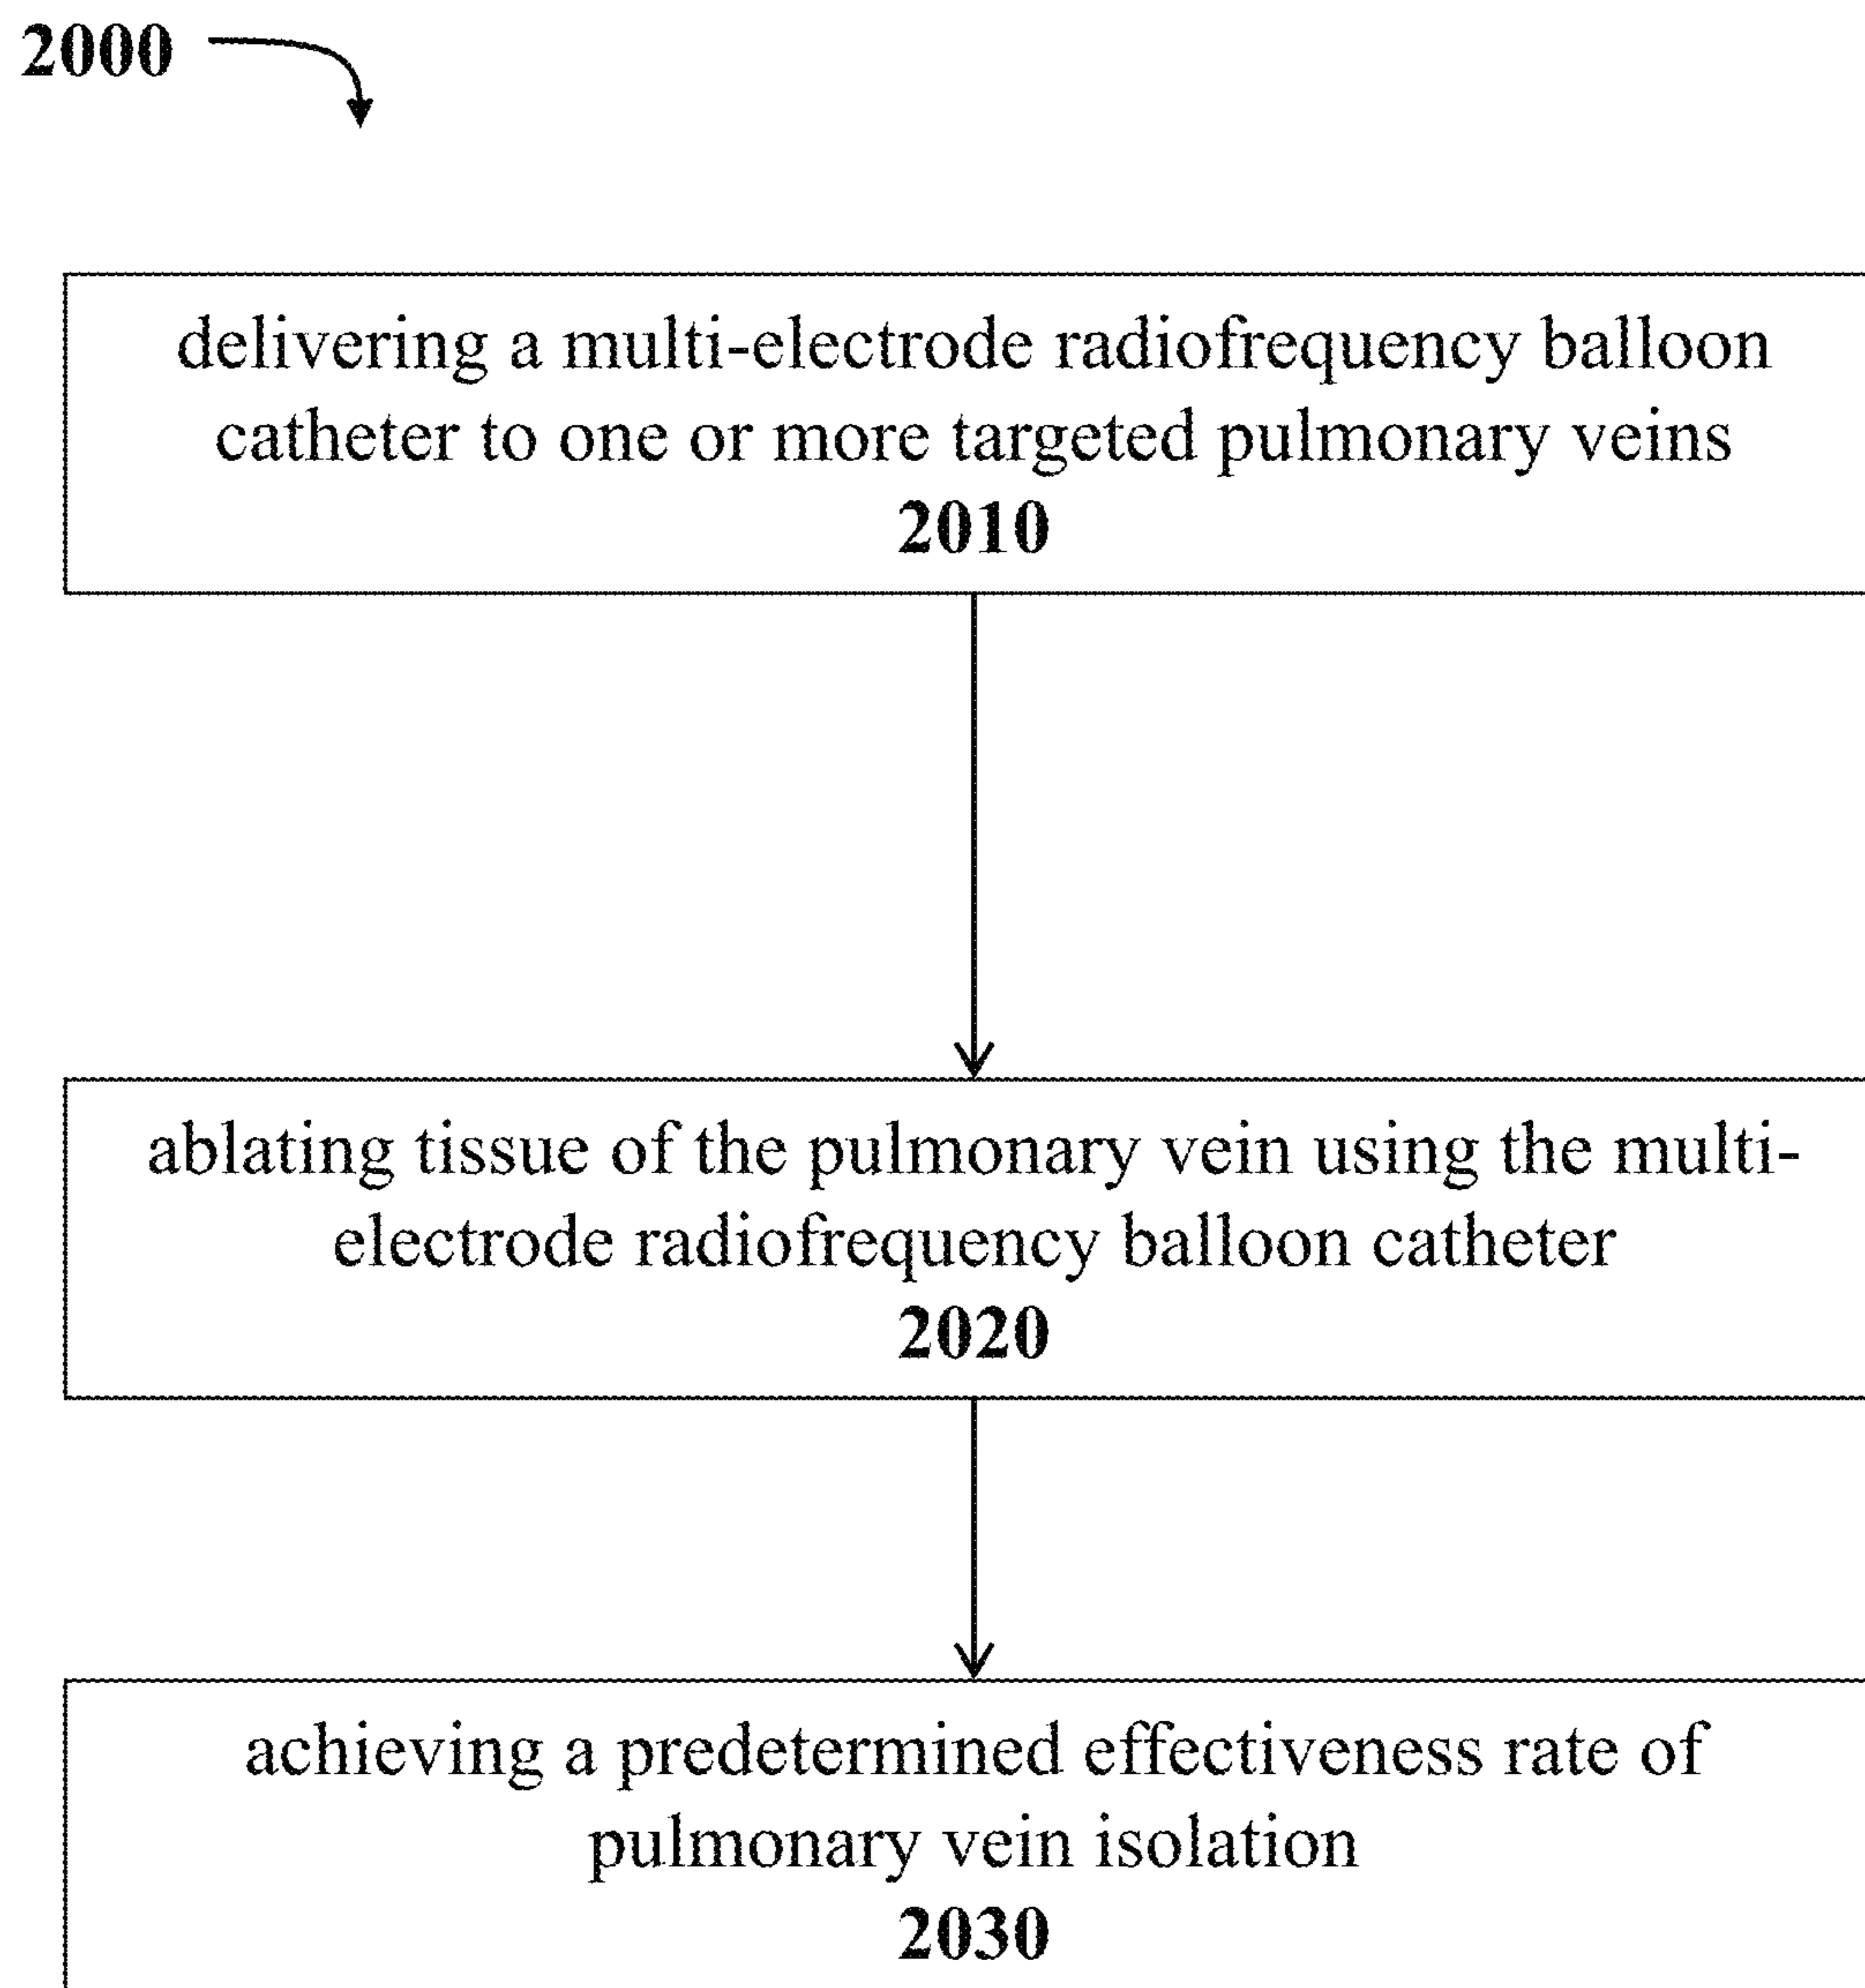 2000
delivering a multi-electrode radiofrequency balloon
catheter to one or more targeted pulmonary veins
2010
ablating tissue of the pulmonary vein using the multi-
electrode radiofrequency balloon catheter
2020
achieving a predetermined effectiveness rate of
pulmonary vein isolation
2030